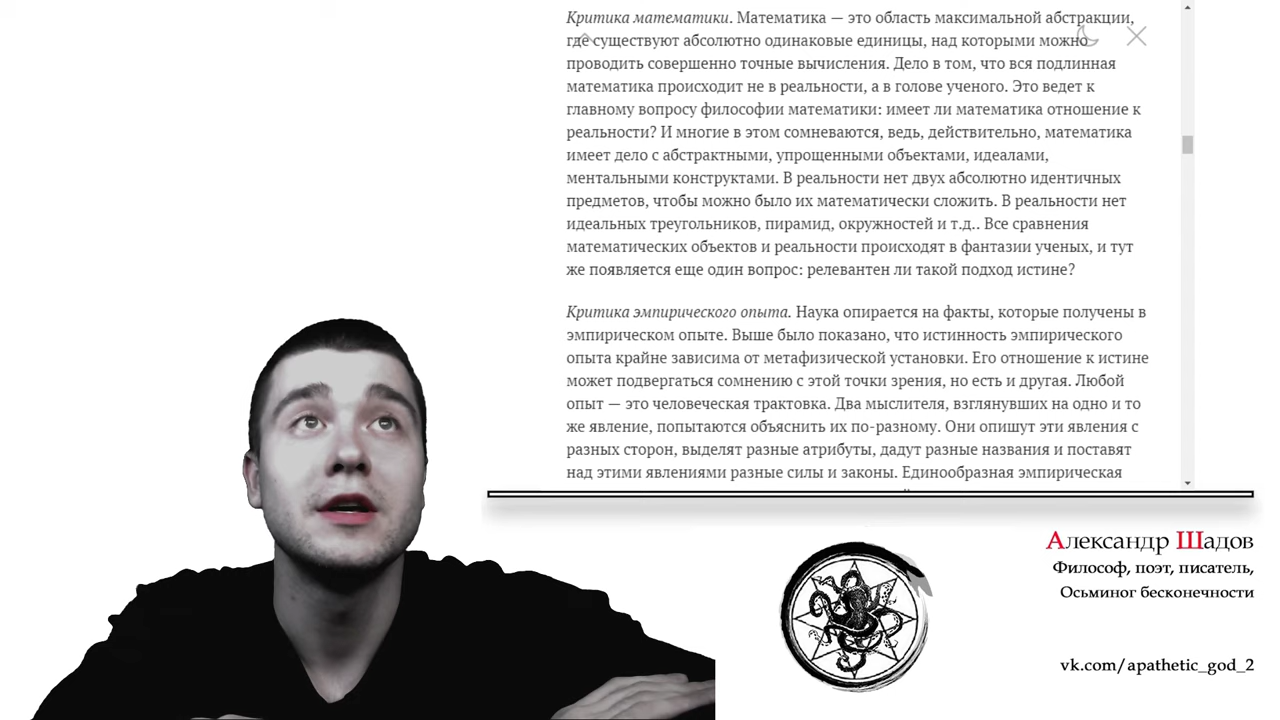 Критика математики. Математика — это область максимальной абстракции,
где существуют абсолютно одинаковые единицы, над которыми можно
проводить совершенно точные вычисления. Дело в том, что вся подлинная
математика происходит не в реальности, а в голове ученого. Это ведет к
главному вопросу философии математики: имеет ли математика отношение к
реальности? И многие в этом сомневаются, ведь, действительно, математика
имеет дело с абстрактными, упрощенными объектами, идеалами,
ментальными конструктами. В реальности нет двух абсолютно идентичных
предметов, чтобы можно было их математически сложить. В реальности нет
идеальных треугольников, пирамид, окружностей и т.д.. Все сравнения
математических объектов и реальности происходят в фантазии ученых, и тут
же появляется еще один вопрос: релевантен ли такой подход истине?
Критика эмпирического опыта. Наука опирается на факты, которые получены в
эмпирическом опыте. Выше было показано, что истинность эмпирического
опыта крайне зависима от метафизической установки. Его отношение к истине
может подвергаться сомнению с этой точки зрения, но есть и другая. Любой
опыт — это человеческая трактовка. Два мыслителя, взглянувших на одно и то
же явление, попытаются объяснить их по-разному. Они опишут эти явления с
разных сторон, выделят разные атрибуты, дадут разные названия и поставят
над этими явлениями разные силы и законы. Единообразная эмпирическая
Александр Шадов
Философ, поэт, писатель,
Осьминог бесконечности
vk.com/apathetic_god_2